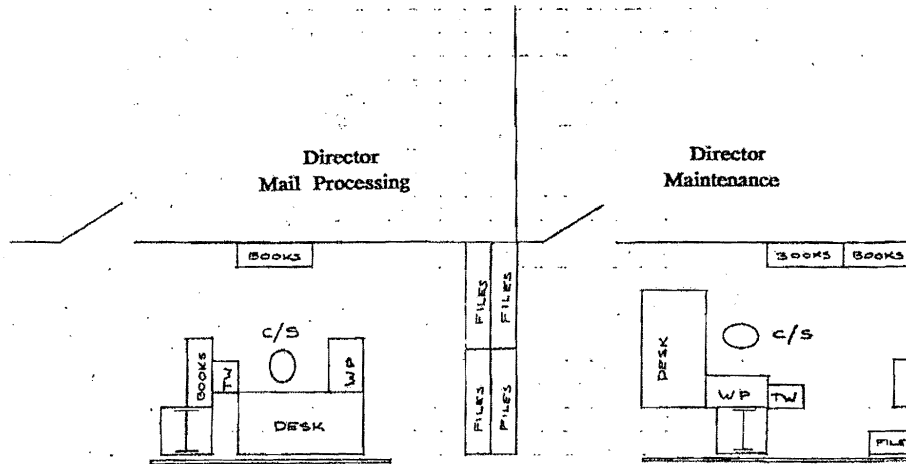 Director
Mail Processing
Director
Maintenance
BOOKS
BOOKS
BOOKS
FILES
FILES
C/S
C/S
BOOKS
TW
WP
DESK
WP
TW
DESK
FILES
FILES
FILE